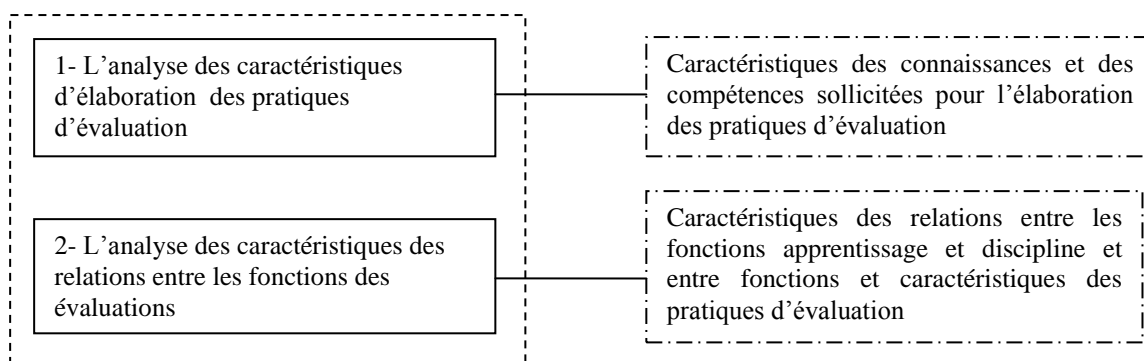 1- L’analyse des caractéristiques
d’élaboration des pratiques
d’évaluation
Caractéristiques des connaissances et des
compétences sollicitées pour l’élaboration
des pratiques d’évaluation
2- L’analyse des caractéristiques des
relations entre les fonctions des
évaluations
Caractéristiques des relations entre les
fonctions apprentissage et discipline et
entre fonctions et caractéristiques des
pratiques d’évaluation